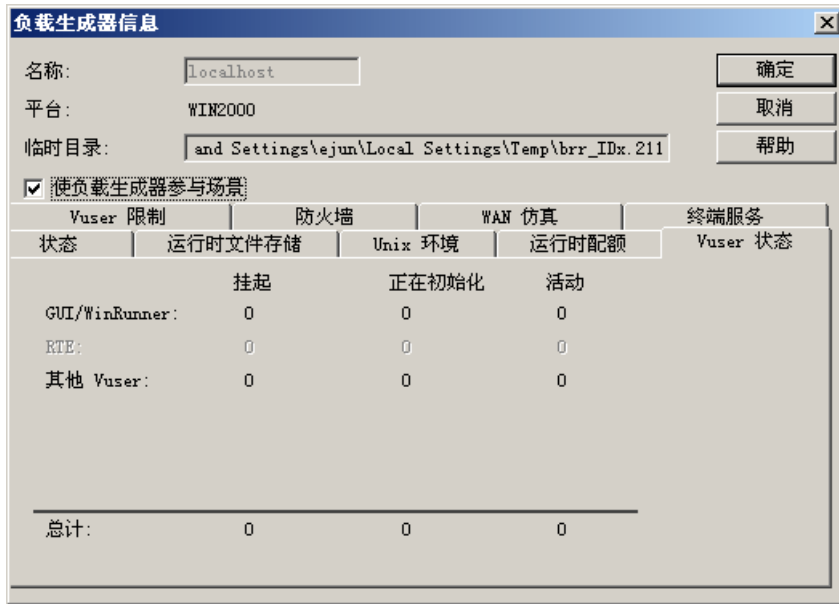 负载生成器信息
名称: localhost 确定
平台: WIN2000 取消
临时目录: and Settings\ejun\Local Settings\Temp\brr_IDx.211 帮助
使负载生成器参与场景
Vuser 限制 防火墙 WAN 仿真 终端服务
状态 运行时文件存储 Unix 环境 运行时配额 Vuser 状态
挂起 正在初始化 活动
GUI/WinRunner: 0 0 0
RTE: 0 0 0
其他 Vuser: 0 0 0
总计: 0 0 0